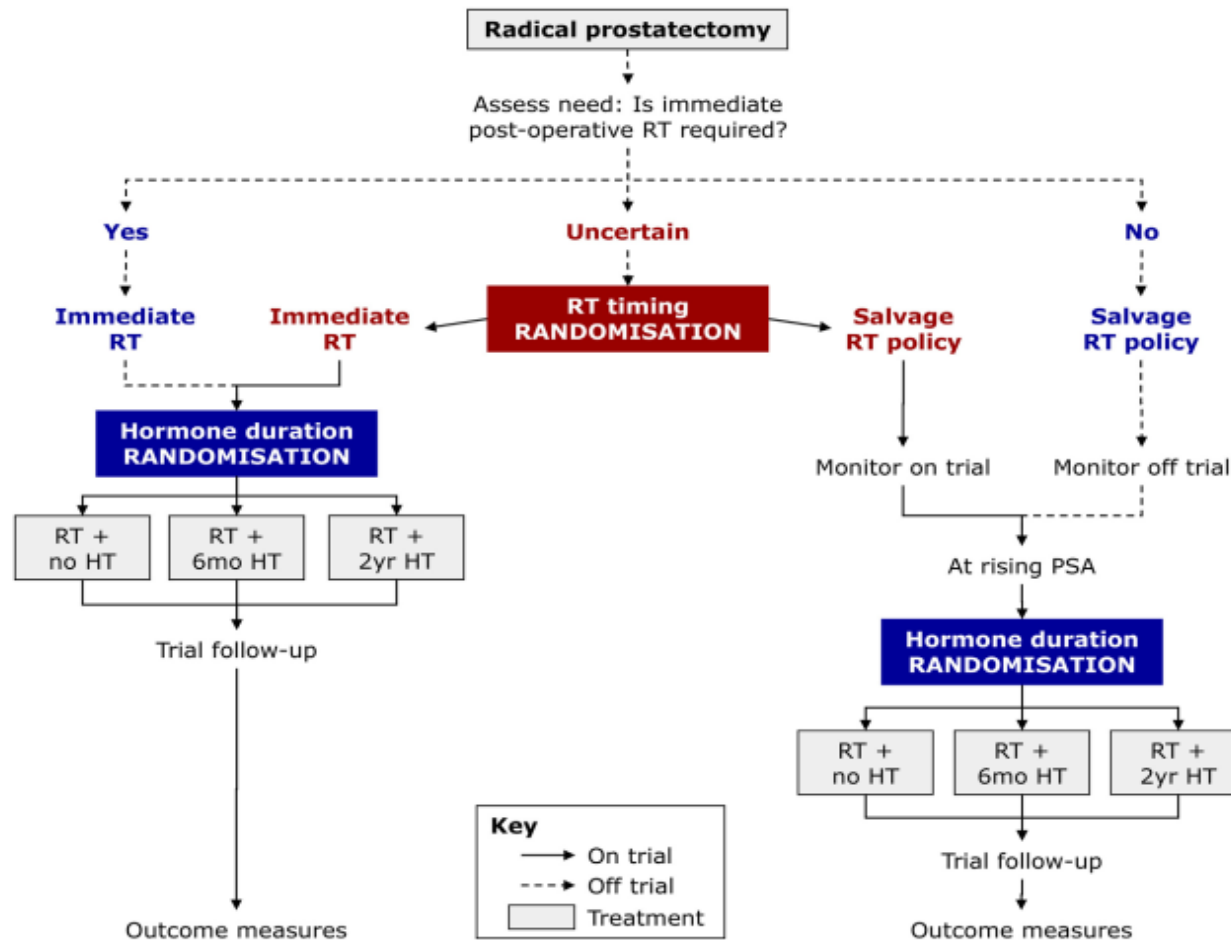 Radical prostatectomy
Assess need: Is immediate
post-operative RT required?
Yes
Uncertain
No
Immediate
RT
Immediate
RT
RT timing
RANDOMISATION
Salvage
RT policy
Salvage
RT policy
Hormone duration
RANDOMISATION
Monitor on trial
Monitor off trial
RT +
no HT
RT +
6mo HT
RT +
2yr HT
At rising PSA
Trial follow-up
Hormone duration
RANDOMISATION
RT +
no HT
RT +
6mo HT
RT +
2yr HT
Key
On trial
Off trial
Treatment
Trial follow-up
Outcome measures
Outcome measures